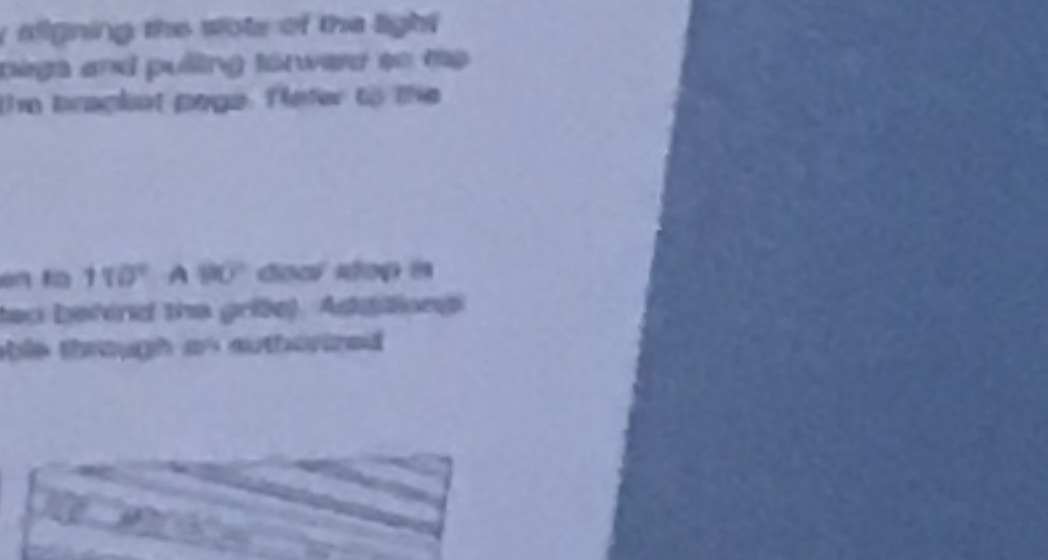 aligning the slots of the light
pegs and pulling forward on the
the bracket pegs. Refer to the
to 110° A 90° door stop is
behind the grille). Additional
through an authorized